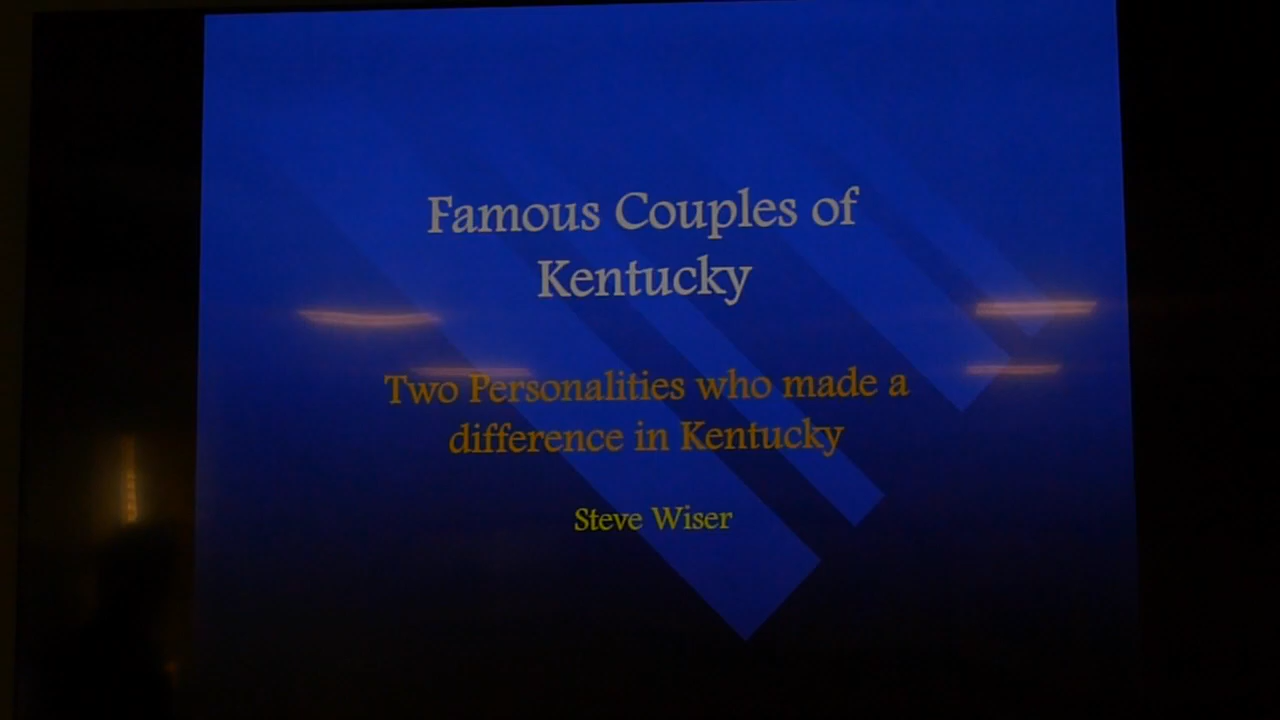 Famous Couples of
Kentucky
Two Personalities who made a
difference in Kentucky
Steve Wiser